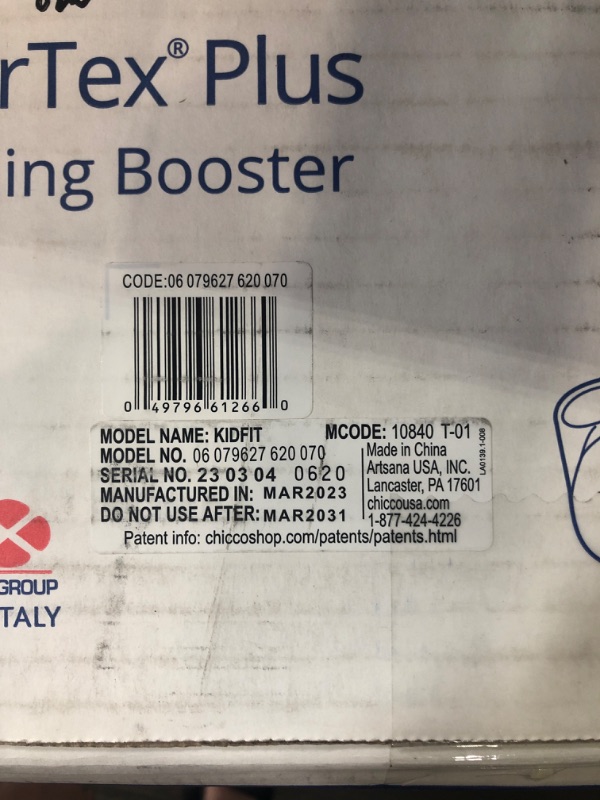 rTex® Plus
ing Booster
CODE:06 079627 620 070
0 49796 61266 0
MODEL NAME: KIDFIT
MCODE: 10840 T-01
MODEL NO. 06 079627 620 070
SERIAL NO. 23 03 04 0620
MANUFACTURED IN: MAR2023
DO NOT USE AFTER: MAR2031
Made in China
Artsana USA, INC.
Lancaster, PA 17601
chiccousa.com
1-877-424-4226
LA0139.1-008
Patent info: chiccoshop.com/patents/patents.html
GROUP
TALY